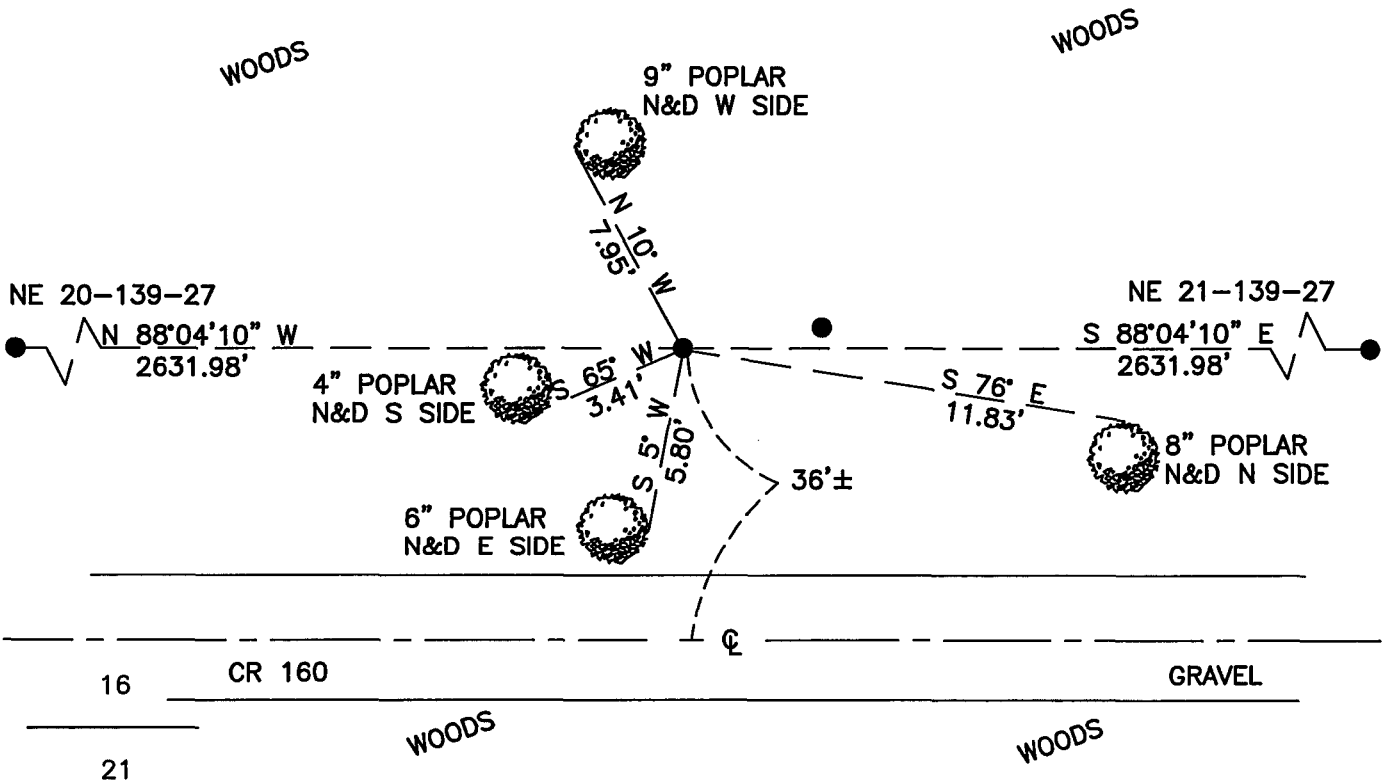 WOODS
WOODS
9" POPLAR
N&D W SIDE
N 10° W
7.95'
NE 20-139-27
N 88°04'10" W
2631.98'
NE 21-139-27
S 88°04'10" E
2631.98'
4" POPLAR
N&D S SIDE
S 65° W
3.41'
S 76° E
11.83'
S 5° W
5.80'
36'±
8" POPLAR
N&D N SIDE
6" POPLAR
N&D E SIDE
℄
CR 160
GRAVEL
16
21
WOODS
WOODS